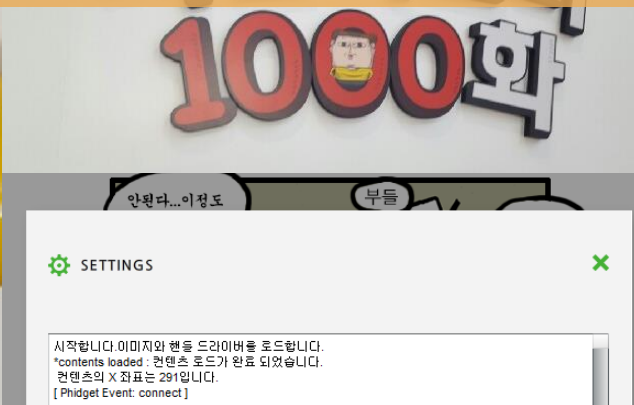 1000화
안된다...이정도
부들
SETTINGS
시작합니다.이미지와 핸들 드라이버를 로드합니다.
*contents loaded : 컨텐츠 로드가 완료 되었습니다.
컨텐츠의 X 좌표는 291입니다.
[ Phidget Event: connect ]